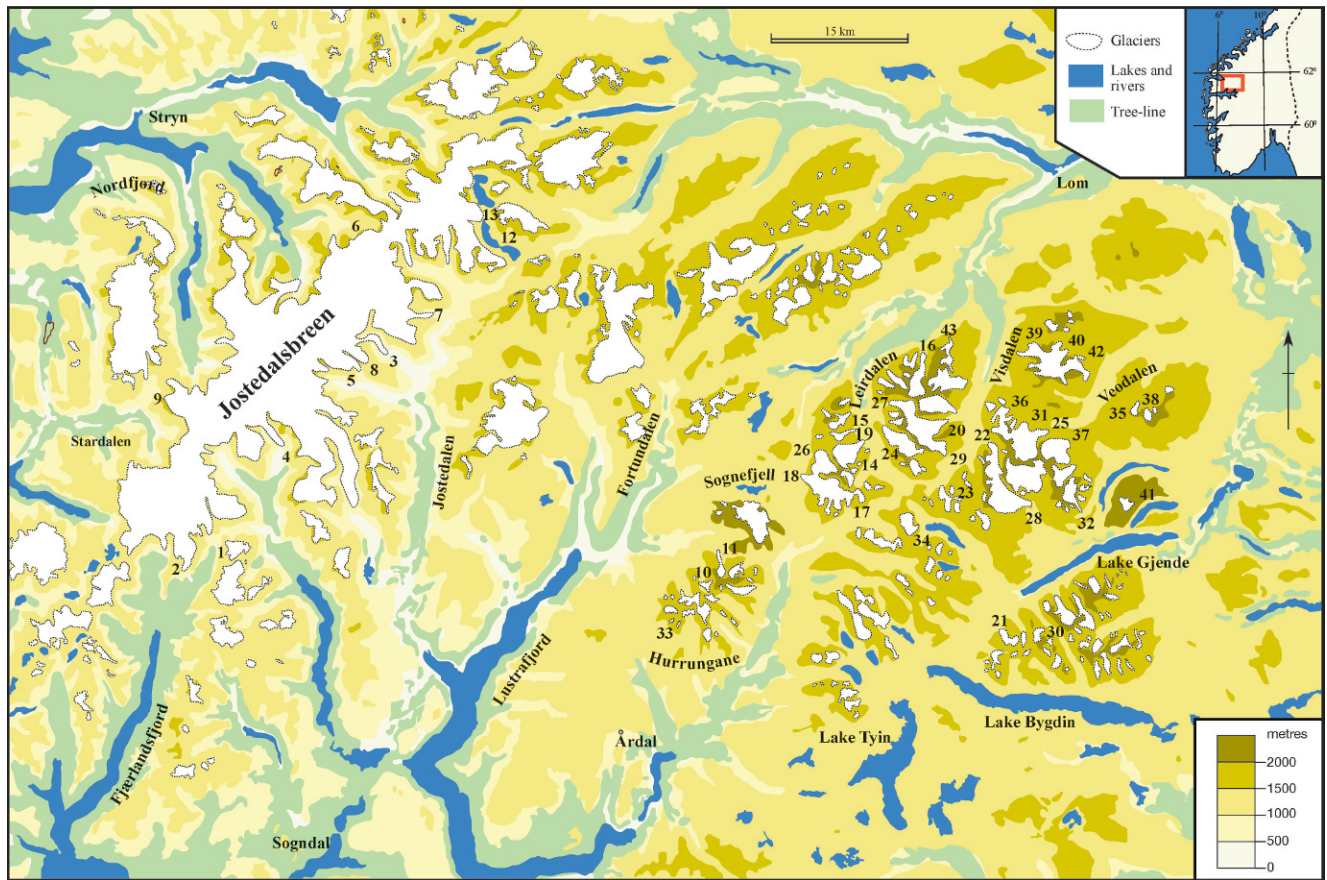 15 km
Glaciers
Lakes and
rivers
Tree-line
6°
10°
62°
60°
Stryn
Nordfjord
Lom
13
12
6
7
3
8
5
Jostedalsbreen
9
4
Stardalen
Jostedalen
Fortundalen
Sognefjell
Leirdalen
Visdalen
Veodalen
43
16
39
40
42
27
15
19
26
18
14
17
20
24
29
36
31
25
22
37
35
38
23
28
32
41
34
1
2
11
10
33
Hurrungane
Lake Gjende
21
30
Lustrafjord
Fjærlandsfjord
Årdal
Lake Tyin
Lake Bygdin
Sogndal
metres
2000
1500
1000
500
0